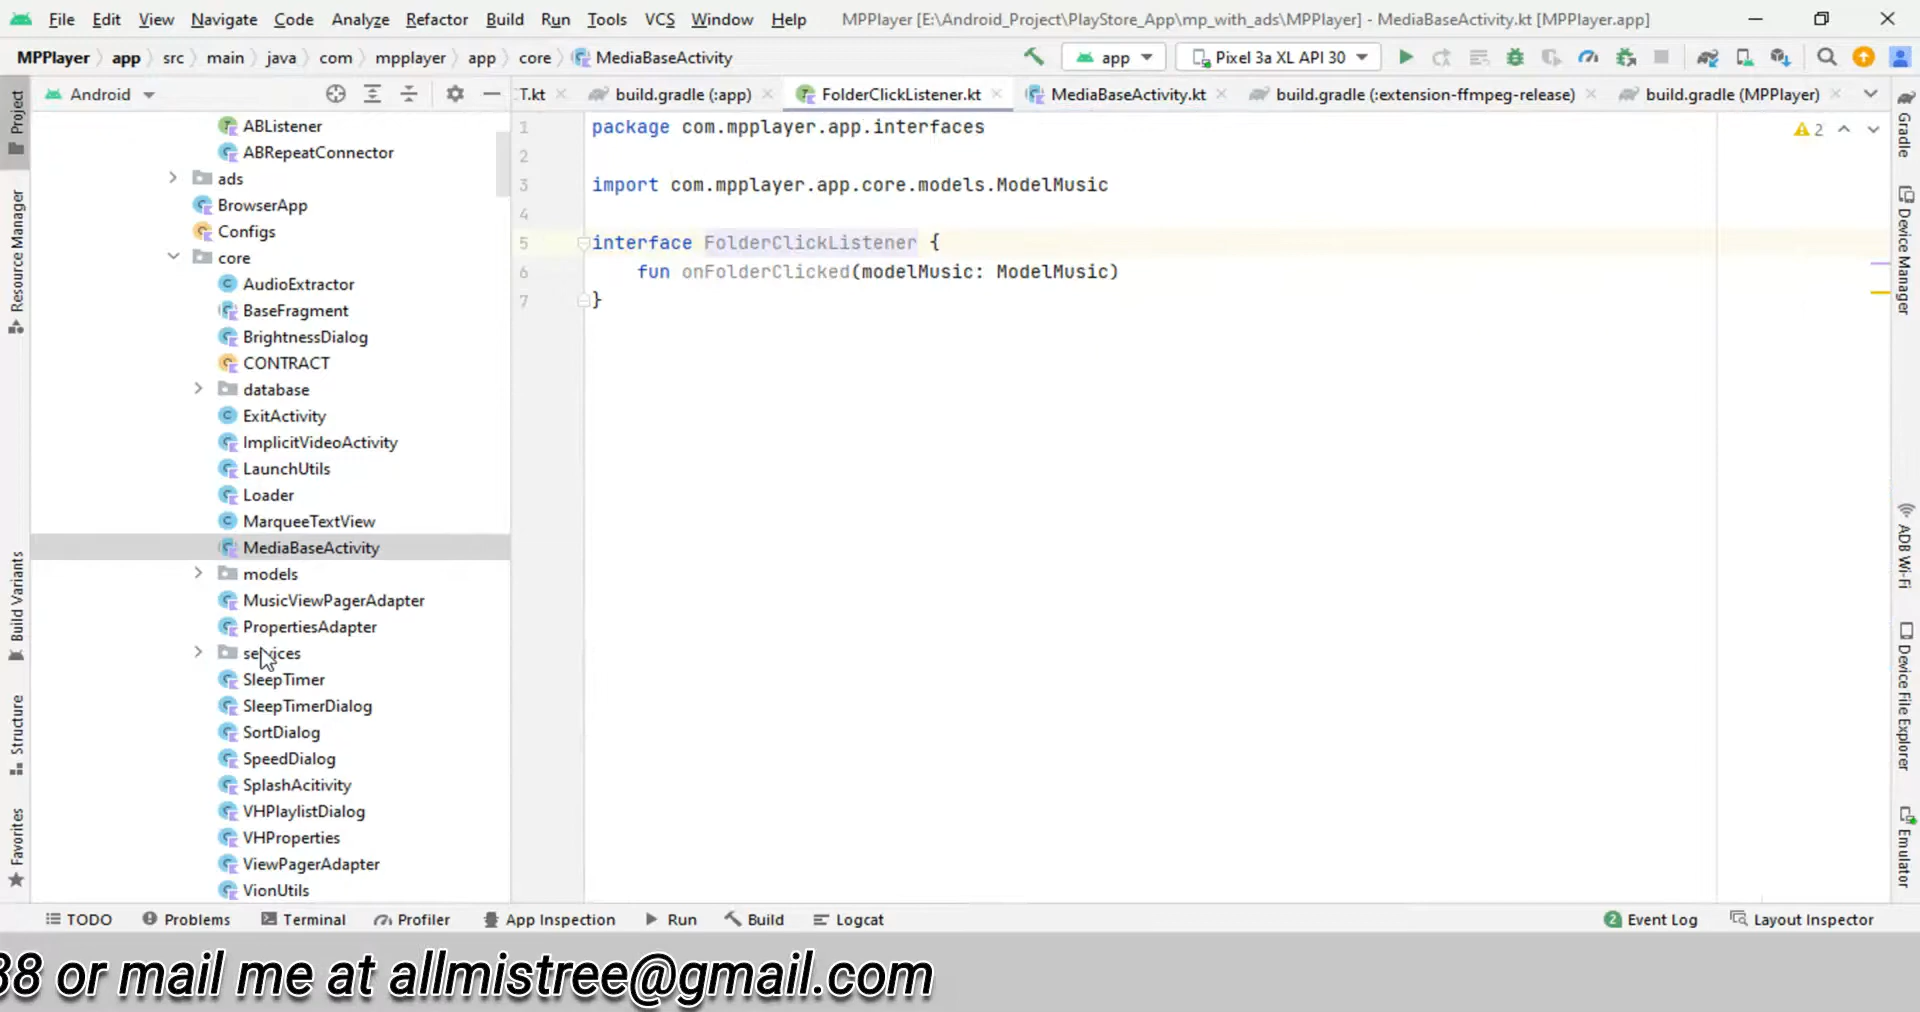 File Edit View Navigate Code Analyze Refactor Build Run Tools VCS Window Help MPPlayer [E:\Android_Project\PlayStore_App\mp_with_ads\MPPlayer] - MediaBaseActivity.kt [MPPlayer.app]
MPPlayer app src main java com mpplayer app core MediaBaseActivity app Pixel 3a XL API 30
Android T.kt build.gradle (:app) FolderClickListener.kt MediaBaseActivity.kt build.gradle (:extension-ffmpeg-release) build.gradle (MPPlayer)
Project
Resource Manager
Build Variants
Structure
Favorites
ABListener
ABRepeatConnector
ads
BrowserApp
Configs
core
AudioExtractor
BaseFragment
BrightnessDialog
CONTRACT
database
ExitActivity
ImplicitVideoActivity
LaunchUtils
Loader
MarqueeTextView
MediaBaseActivity
models
MusicViewPagerAdapter
PropertiesAdapter
services
SleepTimer
SleepTimerDialog
SortDialog
SpeedDialog
SplashAcitivity
VHPlaylistDialog
VHProperties
ViewPagerAdapter
VionUtils
1 package com.mpplayer.app.interfaces
2
3 import com.mpplayer.app.core.models.ModelMusic
4
5 interface FolderClickListener {
6 fun onFolderClicked(modelMusic: ModelMusic)
7 }
2
Gradle
Device Manager
ADB Wi-Fi
Device File Explorer
Emulator
TODO Problems Terminal Profiler App Inspection Run Build Logcat 2 Event Log Layout Inspector
38 or mail me at allmistree@gmail.com